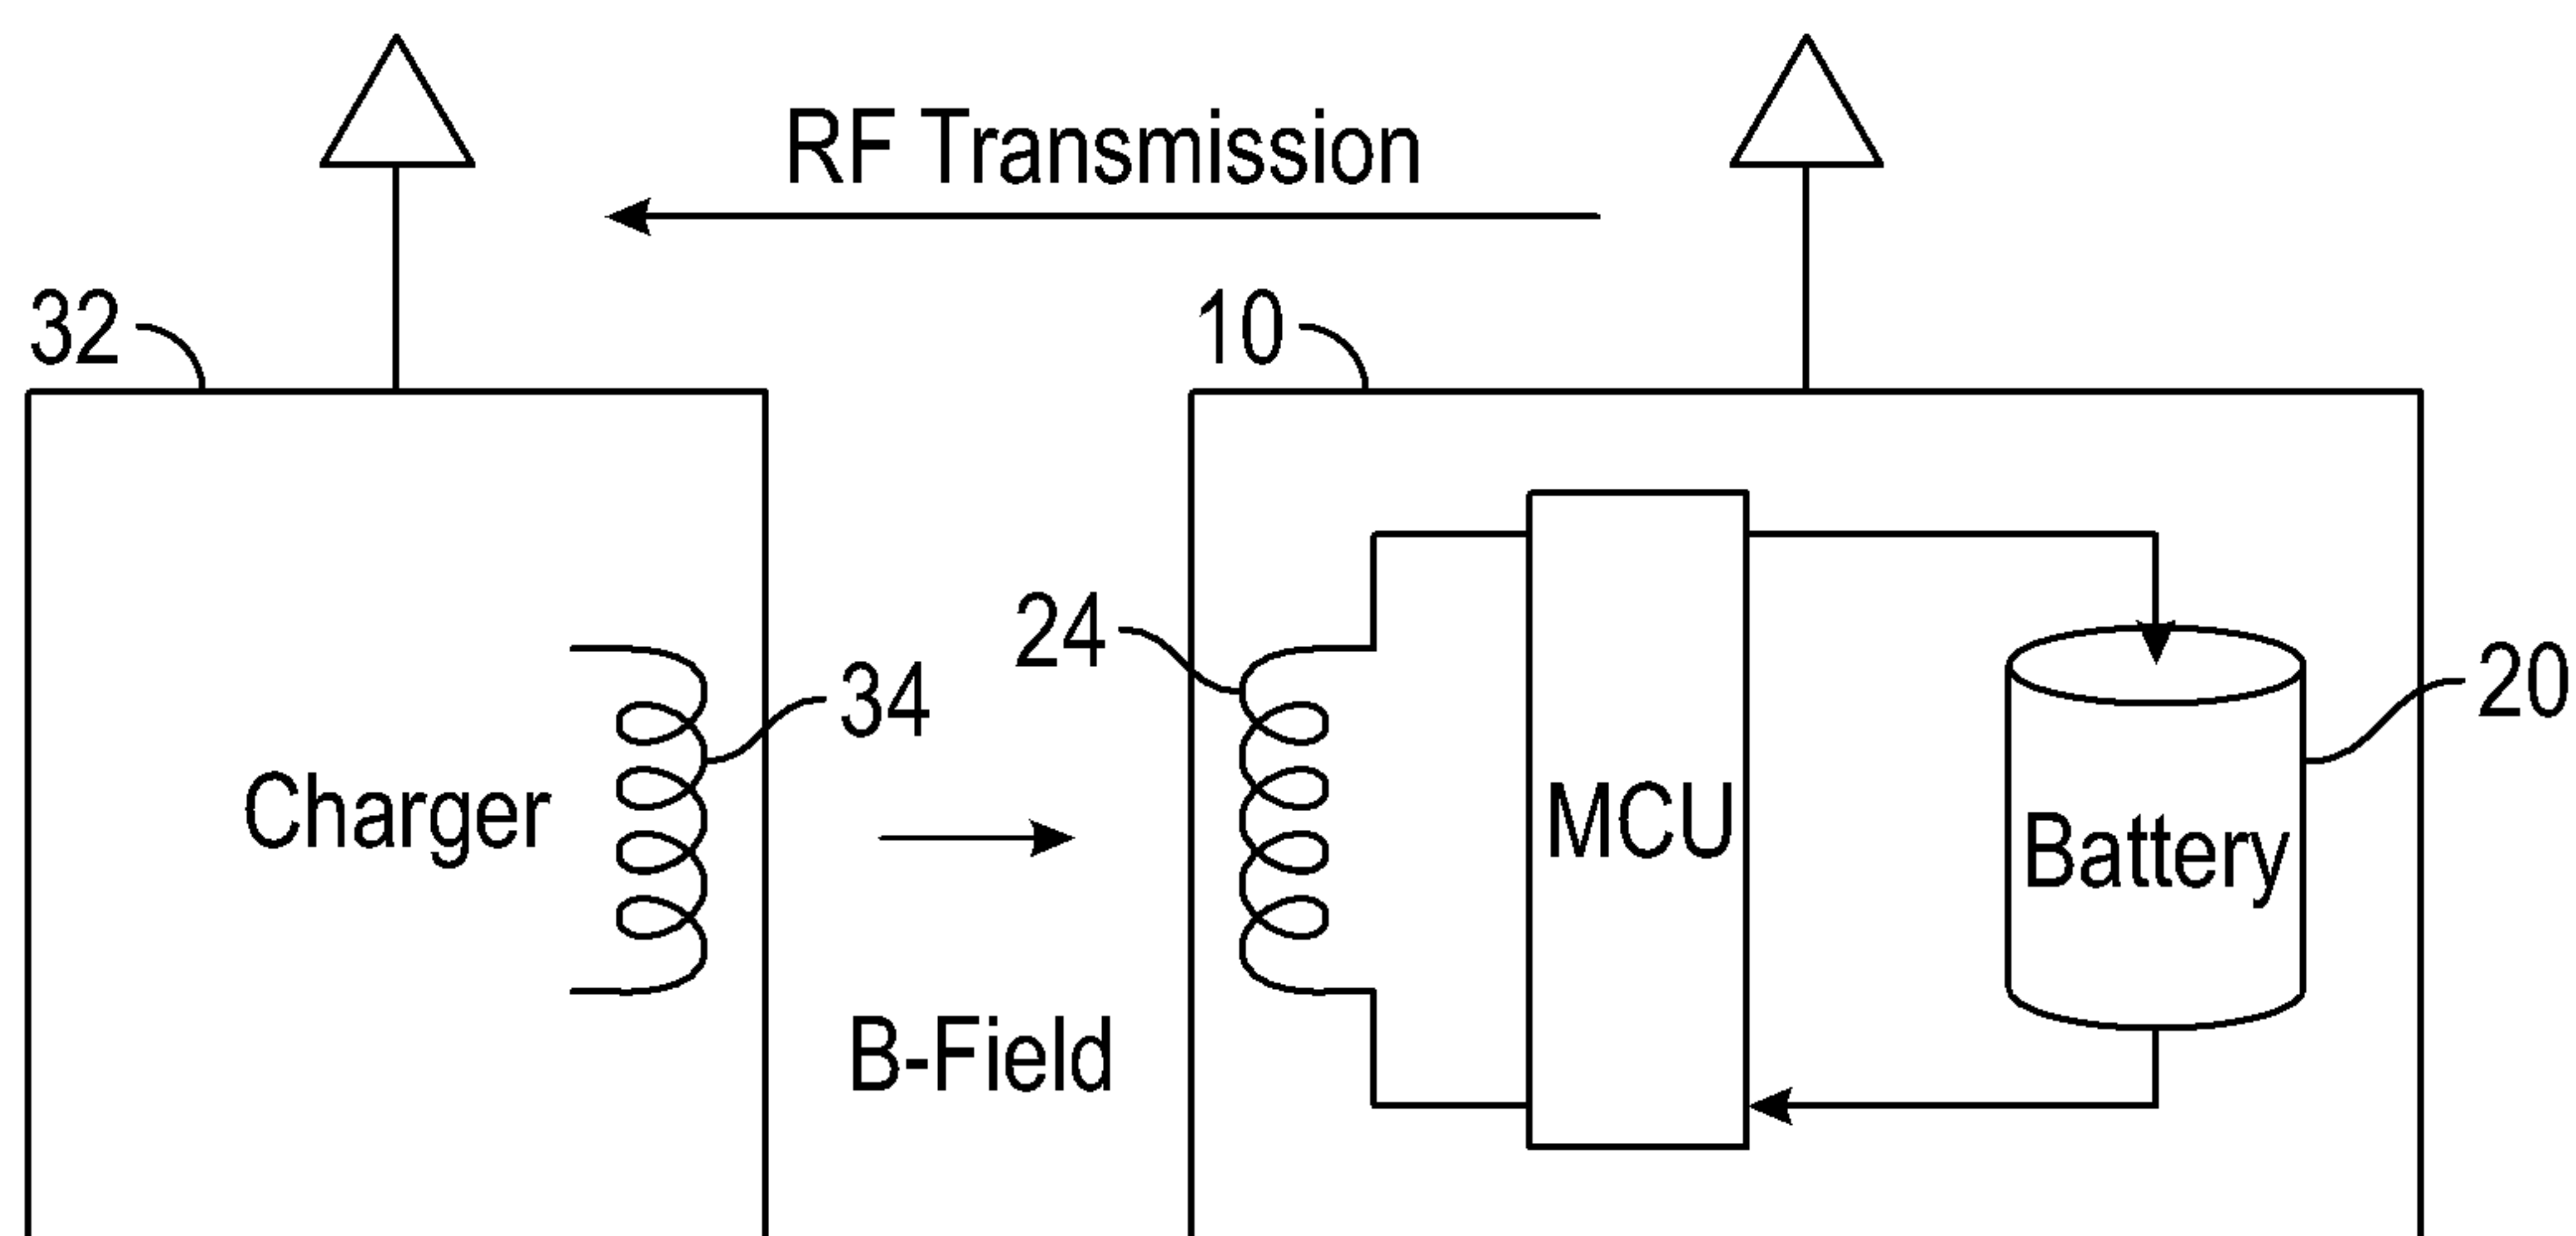 RF Transmission
32
10
24
34
20
Charger
MCU
Battery
B-Field